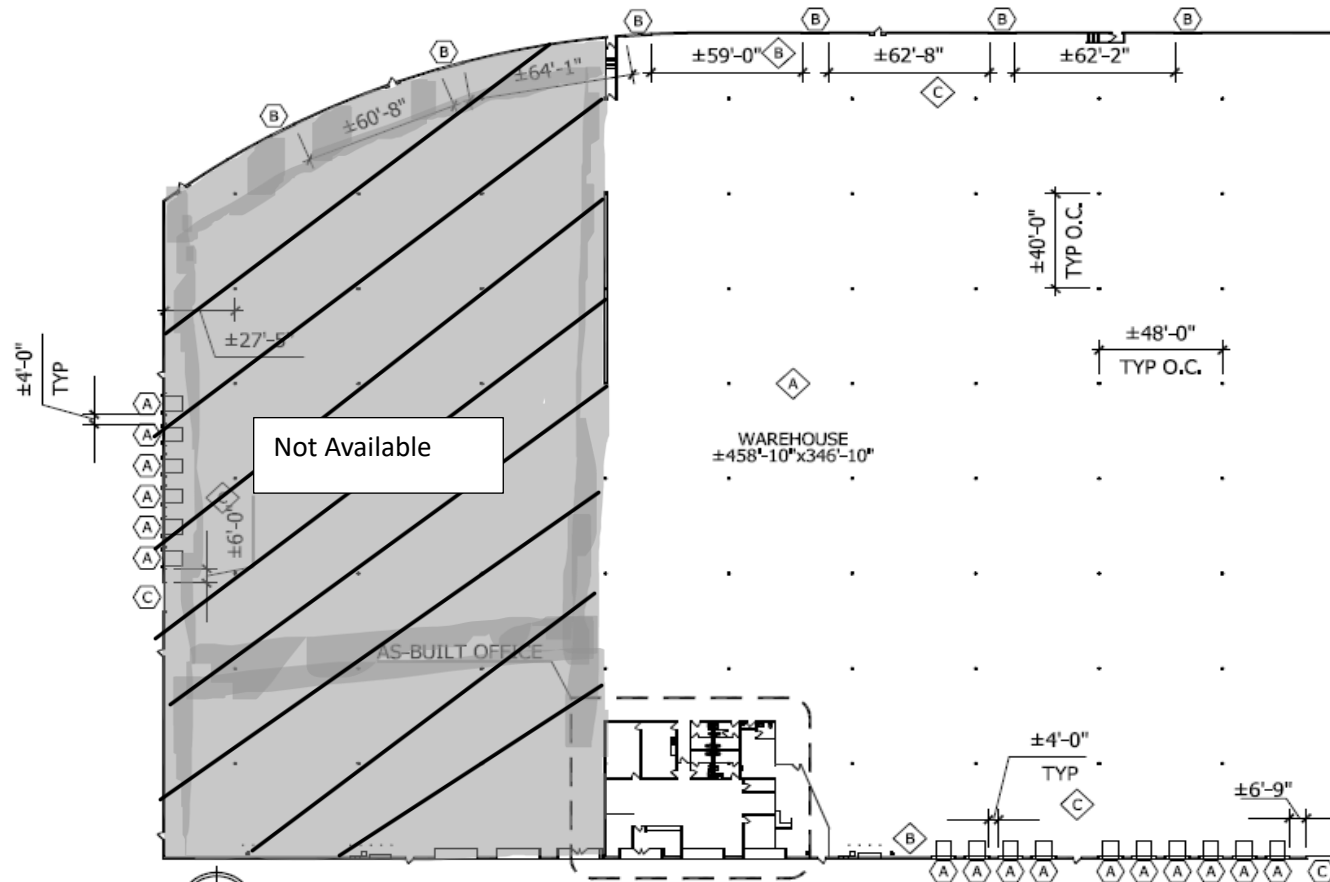 B
B
B
B
B
B
±59'-0"
B
±62'-8"
±62'-2"
±64'-1"
±60'-8"
C
±40'-0"
TYP O.C.
±27'-5"
±48'-0"
TYP O.C.
±4'-0"
TYP
A
A
A
A
A
A
C
C
±6'-0"
Not Available
A
WAREHOUSE
±458'-10"x346'-10"
AS-BUILT OFFICE
±4'-0"
TYP
±6'-9"
C
B
A
A
A
A
A
A
A
A
A
A
C